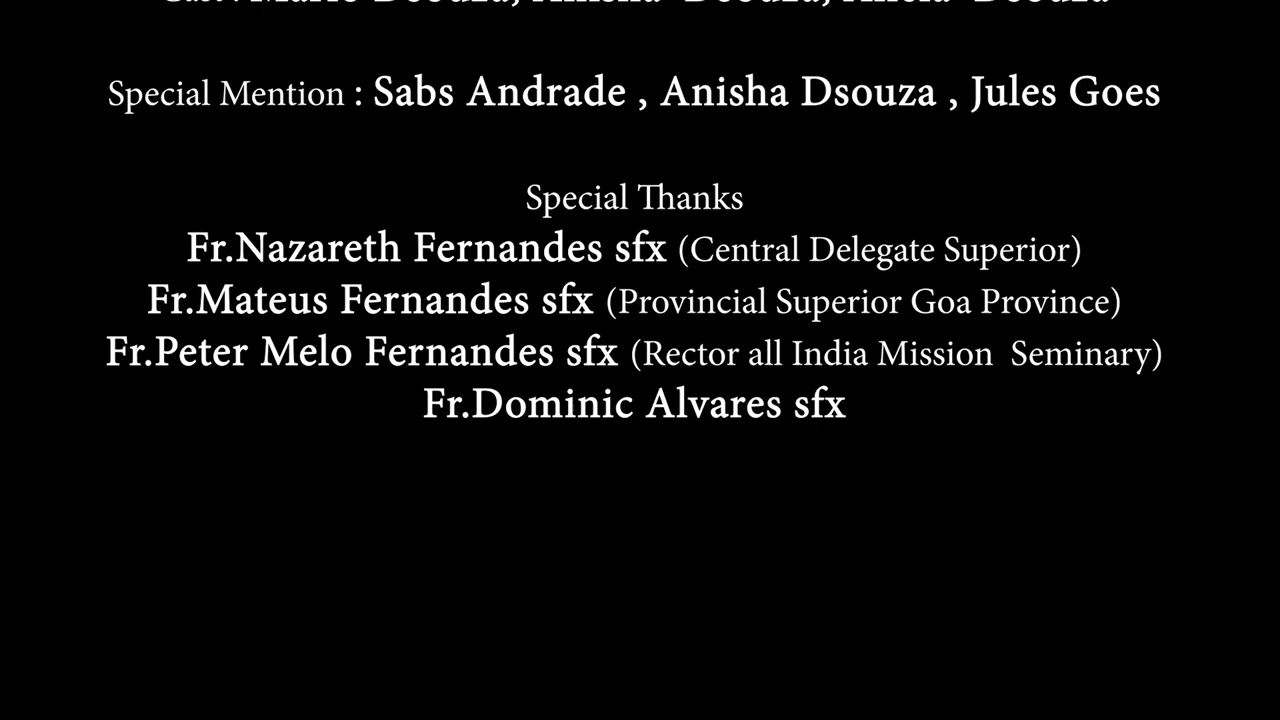 Special Mention : Sabs Andrade , Anisha Dsouza , Jules Goes
Special Thanks
Fr.Nazareth Fernandes sfx (Central Delegate Superior)
Fr.Mateus Fernandes sfx (Provincial Superior Goa Province)
Fr.Peter Melo Fernandes sfx (Rector all India Mission  Seminary)
Fr.Dominic Alvares sfx